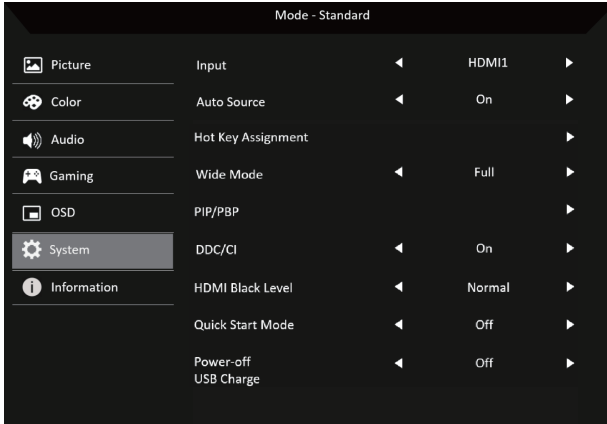 Mode - Standard
Picture
Color
Audio
Gaming
OSD
System
Information
Input HDMI1
Auto Source On
Hot Key Assignment
Wide Mode Full
PIP/PBP
DDC/CI On
HDMI Black Level Normal
Quick Start Mode Off
Power-off Off
USB Charge